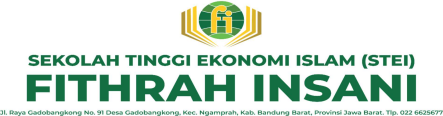 fi
SEKOLAH TINGGI EKONOMI ISLAM (STEI)
FITHRAH INSANI
Jl. Raya Gadobangkong No. 91 Desa Gadobangkong, Kec. Ngamprah, Kab. Bandung Barat, Provinsi Jawa Barat. Tlp. 022 6625677